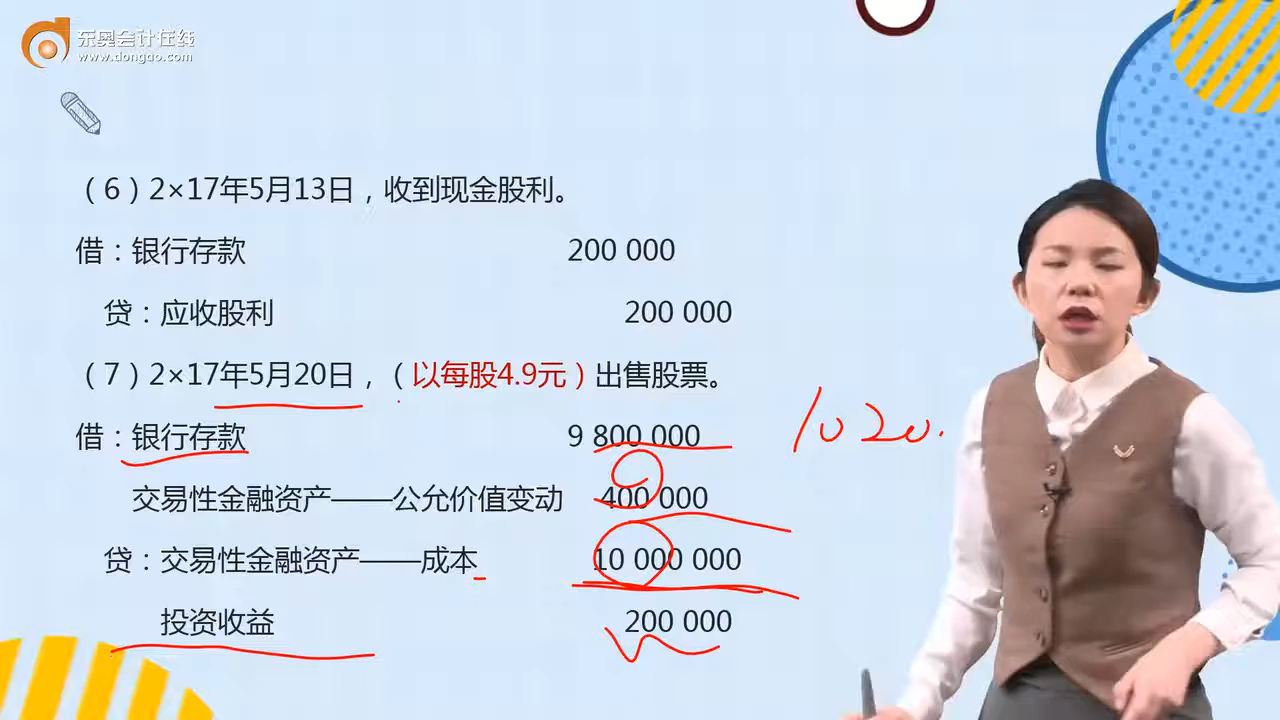 东奥会计在线
www.dongao.com
（6）2×17年5月13日，收到现金股利。
借：银行存款 200 000
贷：应收股利 200 000
（7）2×17年5月20日，（以每股4.9元）出售股票。
借：银行存款 9 800 000
1020.
交易性金融资产——公允价值变动 400 000
贷：交易性金融资产——成本 10 000 000
投资收益 200 000